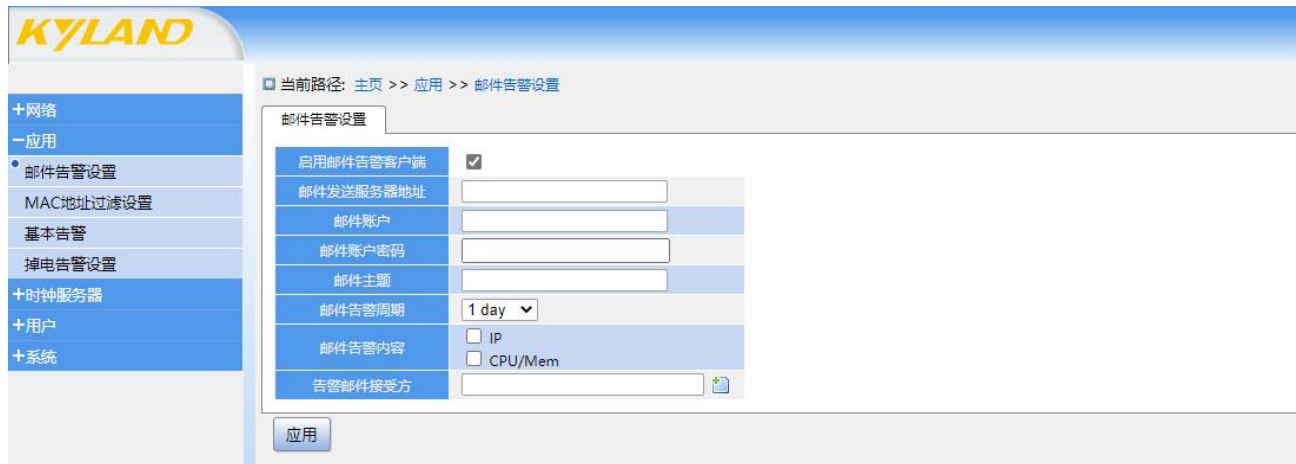 KYLAND
当前路径: 主页 >> 应用 >> 邮件告警设置
+网络
一应用
邮件告警设置
MAC地址过滤设置
基本告警
掉电告警设置
+时钟服务器
+用户
+系统
邮件告警设置
启用邮件告警客户端
邮件发送服务器地址
邮件账户
邮件账户密码
邮件主题
邮件告警周期 1 day
邮件告警内容 IP
CPU/Mem
告警邮件接受方
应用